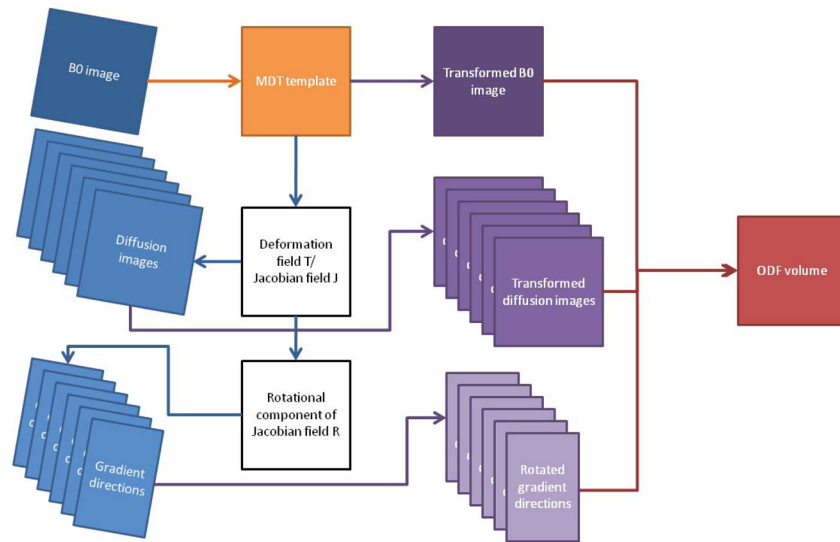 B0 image
MDT template
Transformed B0
image
Diffusion
images
Deformation
field T/
Jacobian field J
Transformed
diffusion images
ODF volume
Rotational
component of
Jacobian field R
Gradient
directions
Rotated
gradient
directions